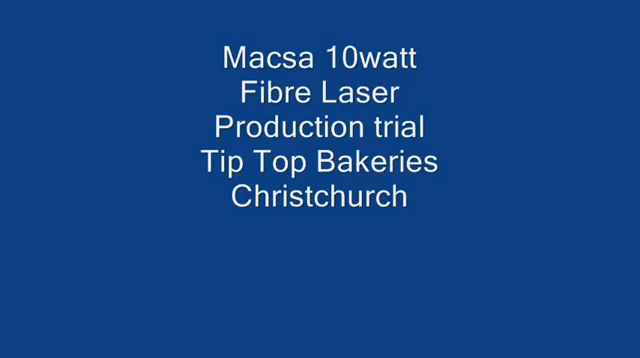 Macsa 10watt
Fibre Laser
Production trial
Tip Top Bakeries
Christchurch